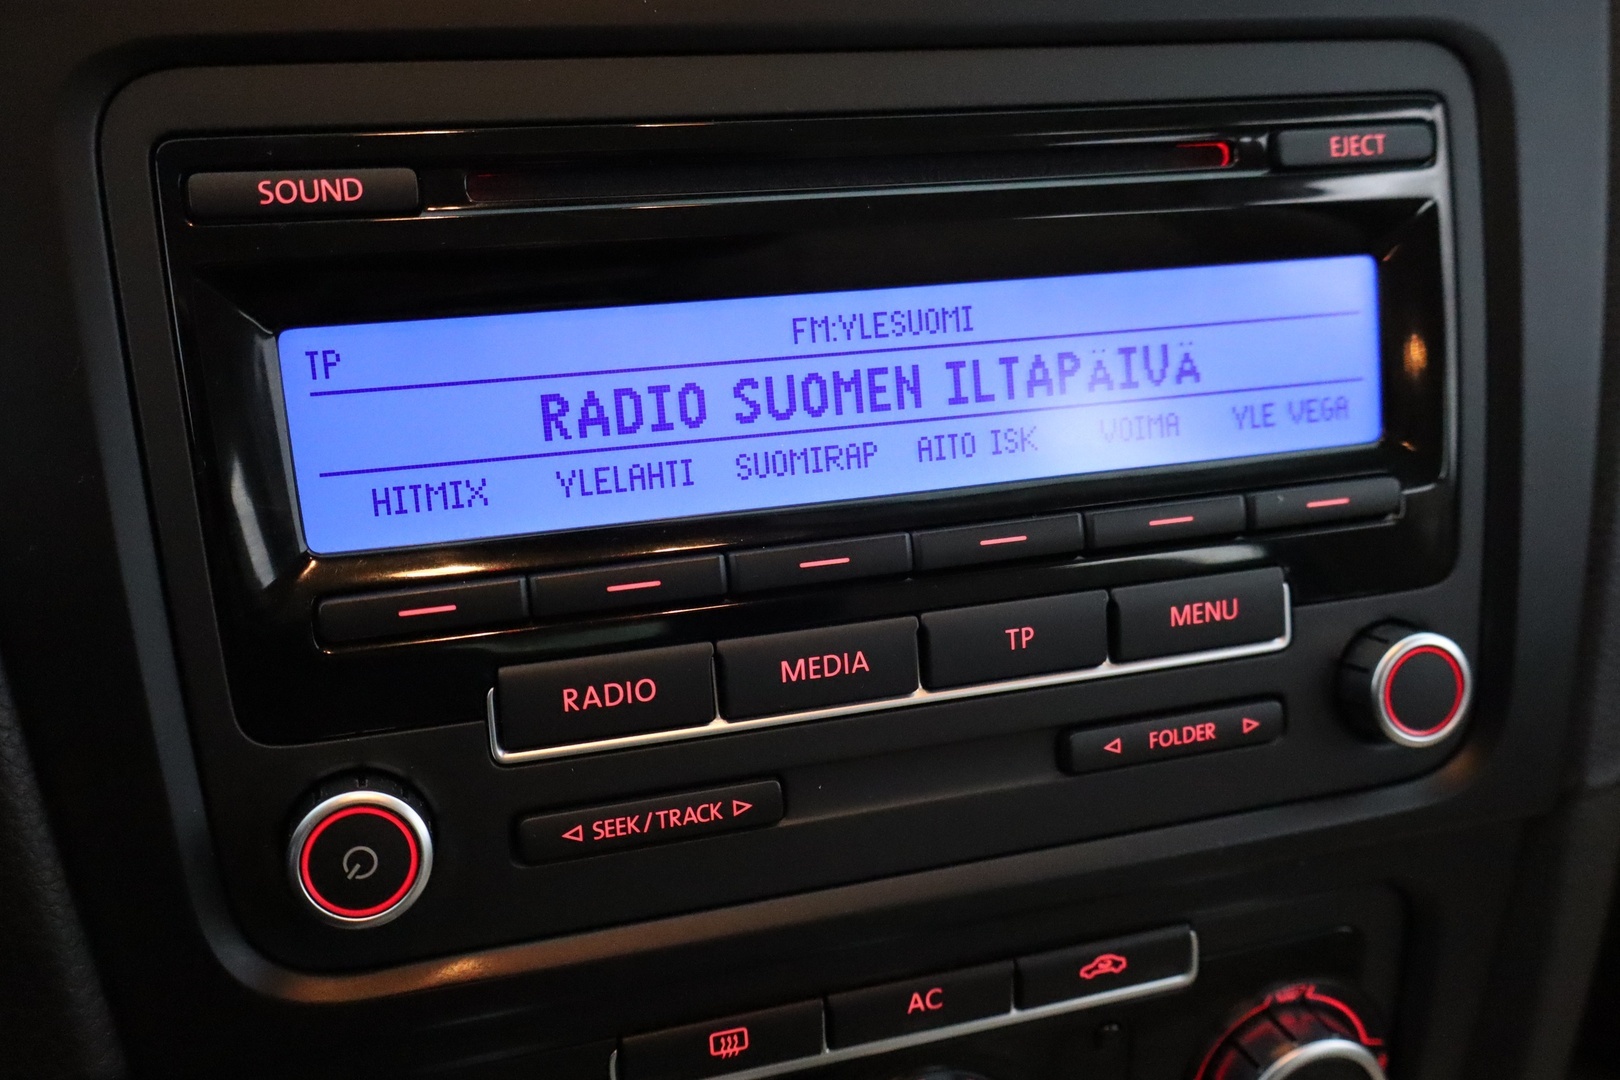 SOUND
EJECT
FM:YLESUOMI
TP
RADIO SUOMEN ILTAPÄIVÄ
HITMIX YLELAHTI SUOMIRAP AITO ISK VOIMA YLE VEGA
RADIO MEDIA TP MENU
SEEK/TRACK
FOLDER
AC